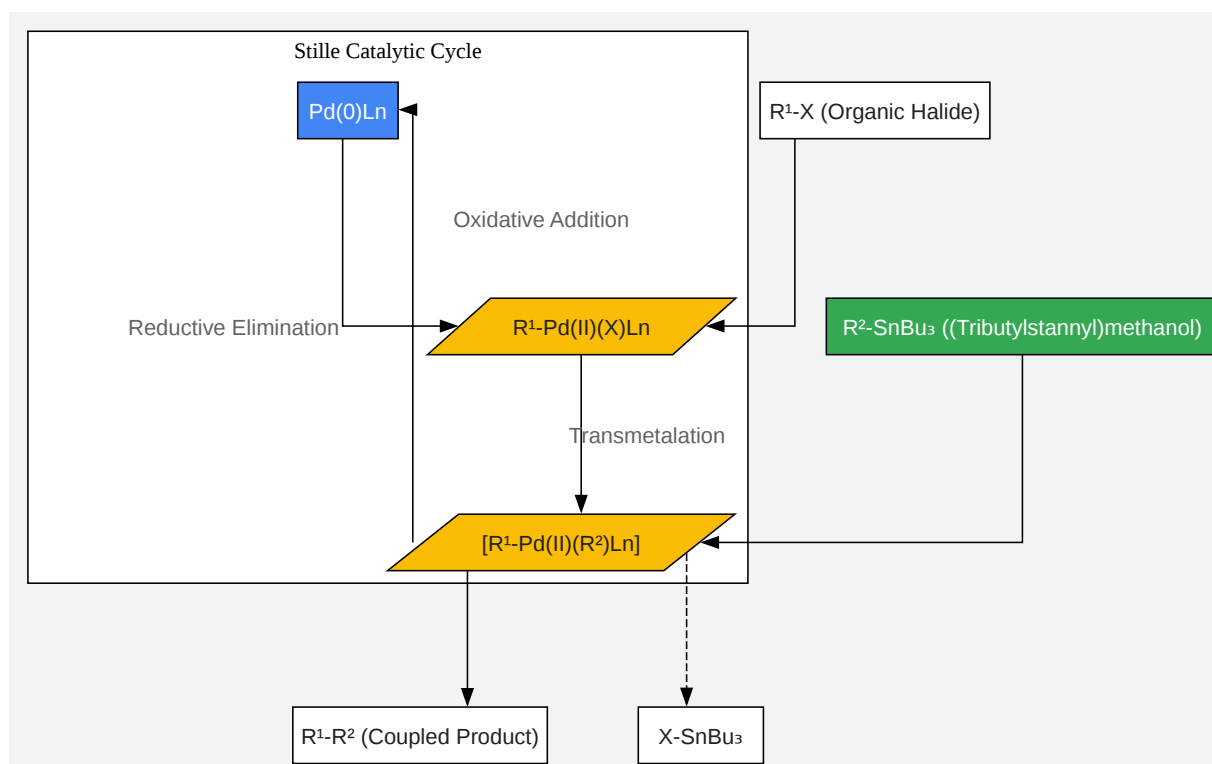 Stille Catalytic Cycle
Pd(0)Ln
R¹-X (Organic Halide)
Oxidative Addition
Reductive Elimination
R¹-Pd(II)(X)Ln
R²-SnBu₃ ((Tributylstannyl)methanol)
Transmetalation
[R¹-Pd(II)(R²)Ln]
R¹-R² (Coupled Product)
X-SnBu₃